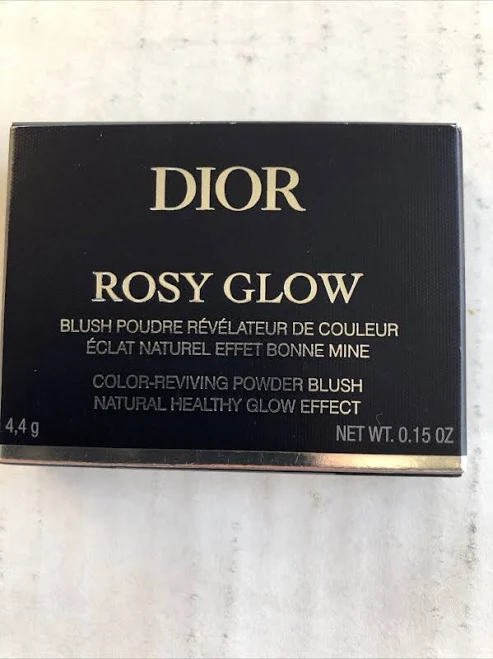 DIOR
ROSY GLOW
BLUSH POUDRE RÉVÉLATEUR DE COULEUR
ÉCLAT NATUREL EFFET BONNE MINE
COLOR-REVIVING POWDER BLUSH
NATURAL HEALTHY GLOW EFFECT
4,4 g NET WT. 0.15 OZ